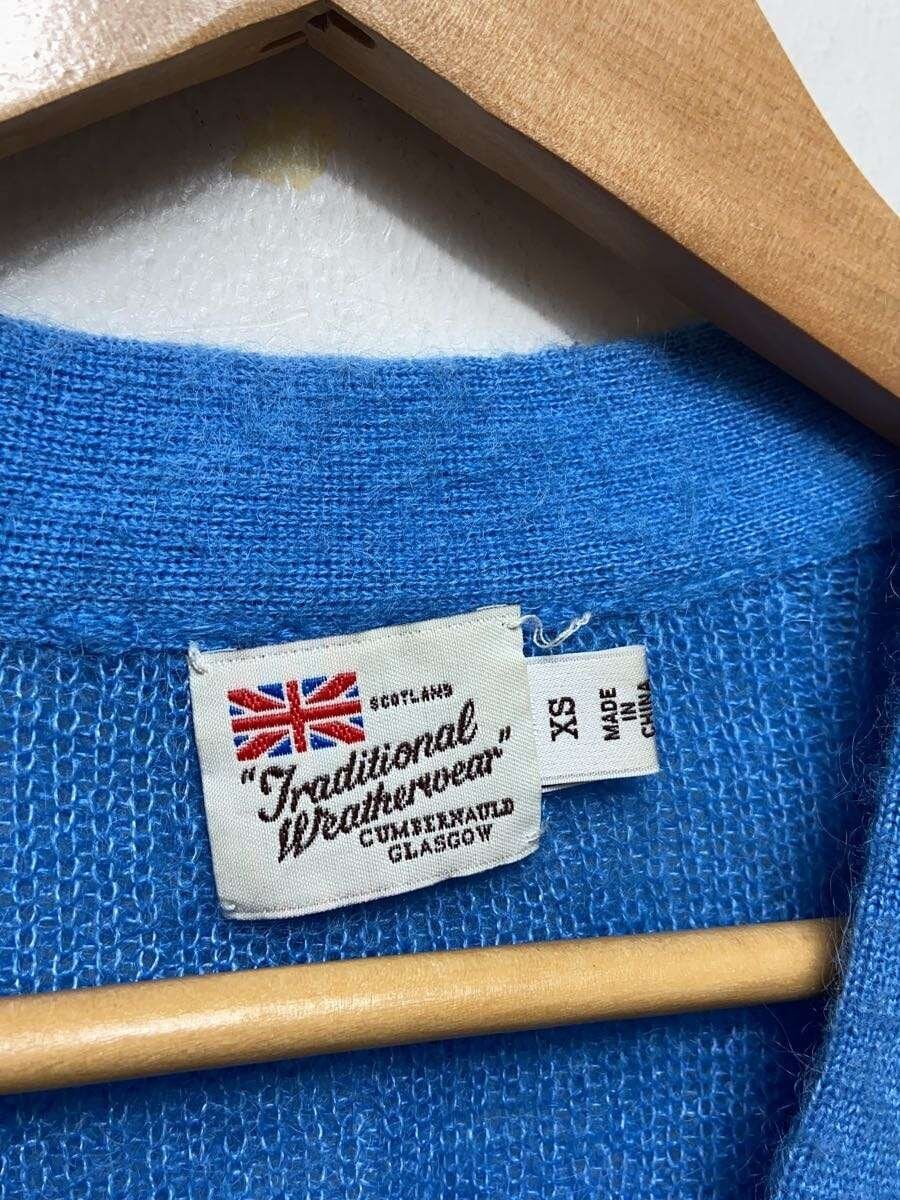 SCOTLAND
"Traditional
Weatherwear"
CUMBERNAULD
GLASGOW
XS
MADE
IN
CHINA